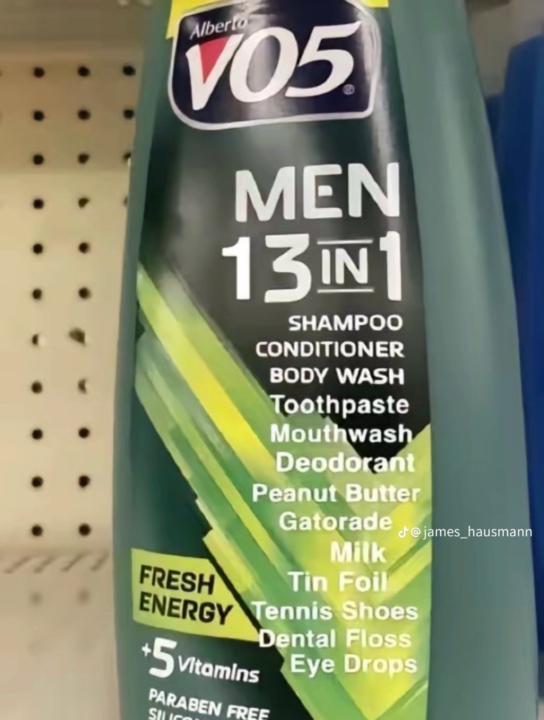 Alberto
VO5®
MEN
13 IN 1
SHAMPOO
CONDITIONER
BODY WASH
Toothpaste
Mouthwash
Deodorant
Peanut Butter
Gatorade
@james_hausmann
Milk
Tin Foil
FRESH
ENERGY
Tennis Shoes
Dental Floss
Eye Drops
+5 Vitamins
PARABEN FREE